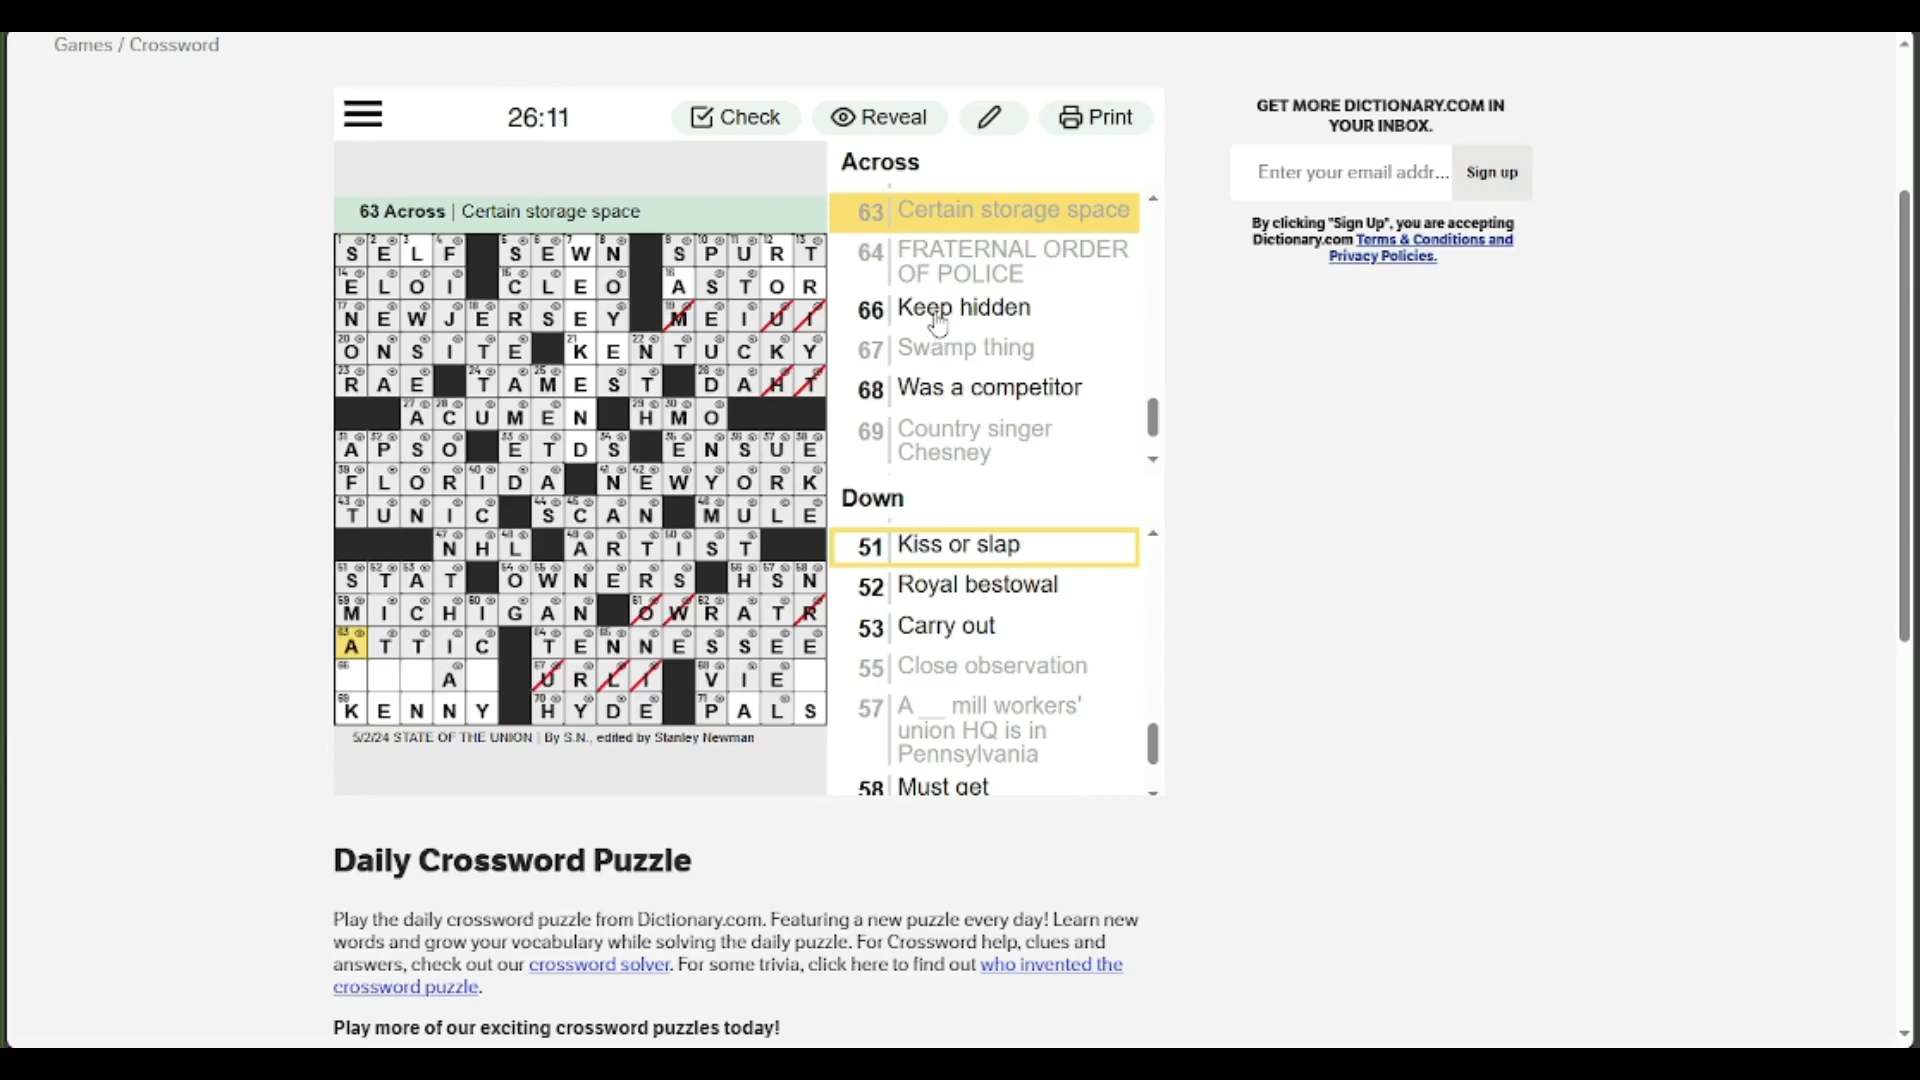 Games / Crossword
26:11
Check
Reveal
Print
GET MORE DICTIONARY.COM IN
YOUR INBOX.
Enter your email addr...
Sign up
By clicking "Sign Up", you are accepting
Dictionary.com Terms & Conditions and
Privacy Policies.
63 Across | Certain storage space
S E L F S E W N S P U R T
E L O I C L E O A S T O R
N E W J E R S E Y M E I U I
O N S I T E K E N T U C K Y
R A E T A M E S T D A H T
A C U M E N H M O
A P S O E T D S E N S U E
F L O R I D A N E W Y O R K
T U N I C S C A N M U L E
N H L A R T I S T
S T A T O W N E R S H S N
M I C H I G A N O W R A T R
A T T I C T E N N E S S E E
A U R L I V I E
K E N N Y H Y D E P A L S
5/2/24 STATE OF THE UNION | By S.N., edited by Stanley Newman
Across
63 Certain storage space
64 FRATERNAL ORDER
OF POLICE
66 Keep hidden
67 Swamp thing
68 Was a competitor
69 Country singer
Chesney
Down
51 Kiss or slap
52 Royal bestowal
53 Carry out
55 Close observation
57 A __ mill workers'
union HQ is in
Pennsylvania
58 Must get
Daily Crossword Puzzle
Play the daily crossword puzzle from Dictionary.com. Featuring a new puzzle every day! Learn new
words and grow your vocabulary while solving the daily puzzle. For Crossword help, clues and
answers, check out our crossword solver. For some trivia, click here to find out who invented the
crossword puzzle.
Play more of our exciting crossword puzzles today!